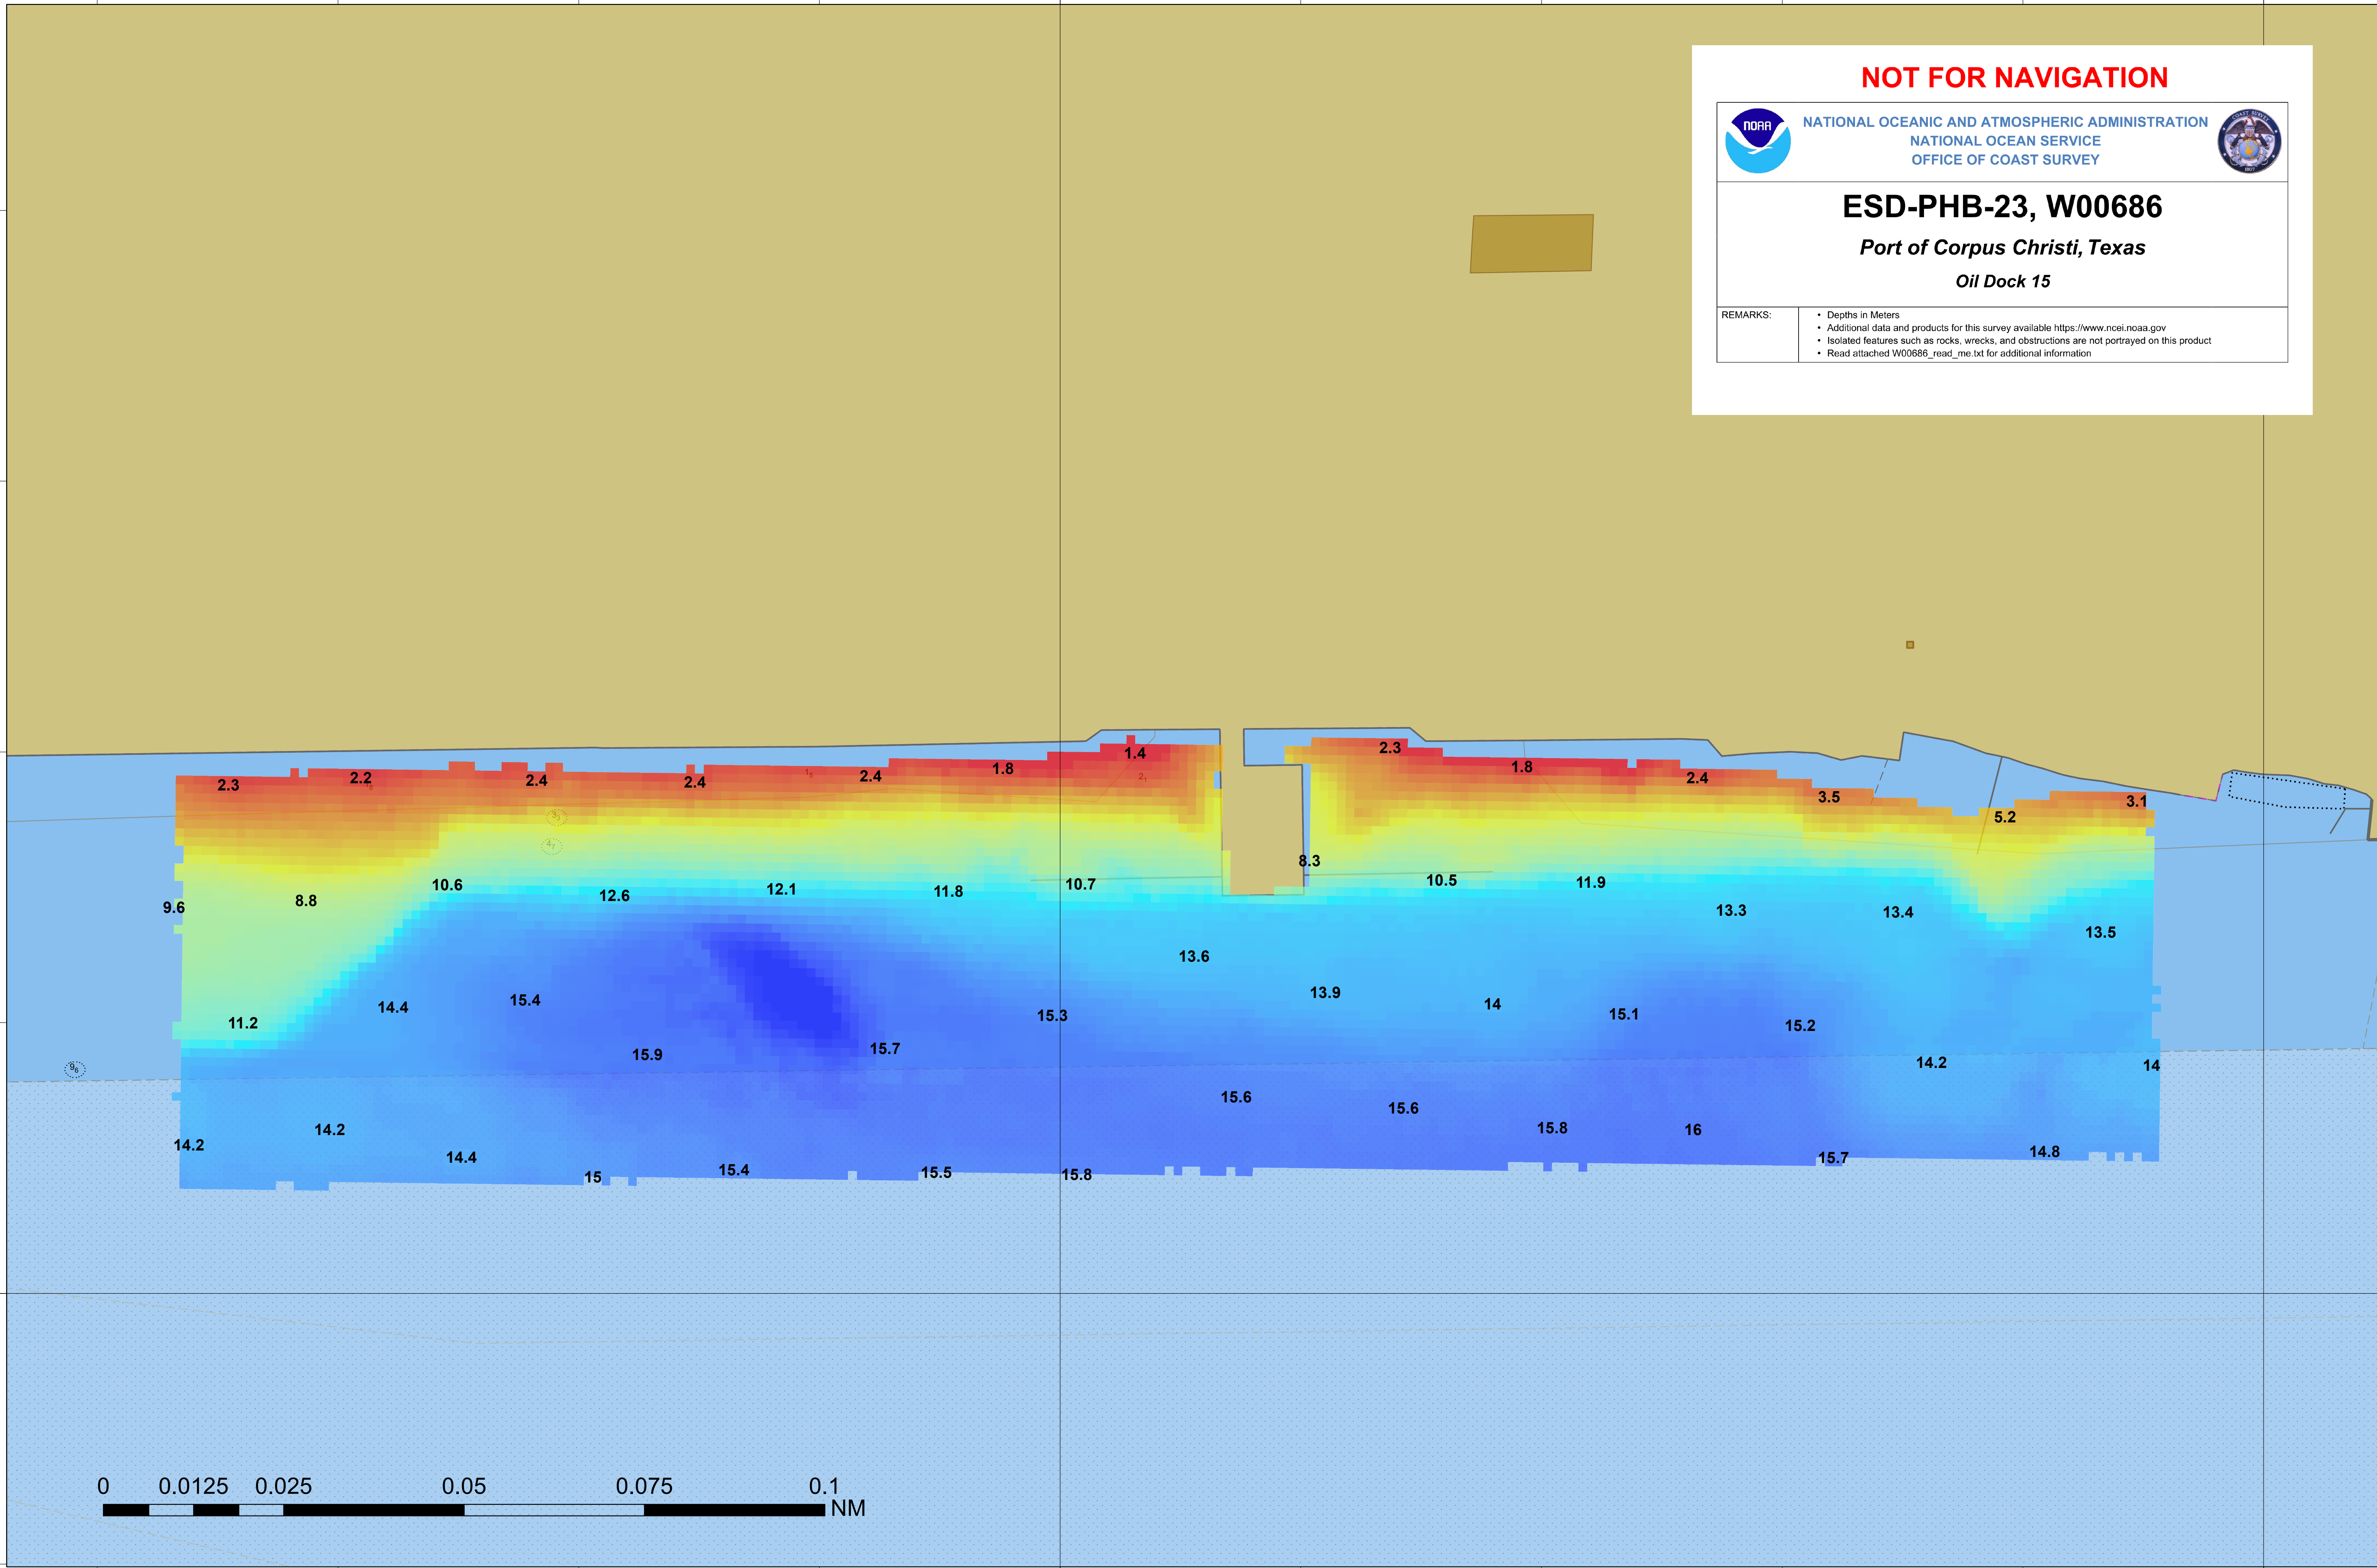 NOT FOR NAVIGATION
NOAA
NATIONAL OCEANIC AND ATMOSPHERIC ADMINISTRATION
NATIONAL OCEAN SERVICE
OFFICE OF COAST SURVEY
COAST SURVEY
1807
ESD-PHB-23, W00686
Port of Corpus Christi, Texas
Oil Dock 15
REMARKS:
• Depths in Meters
• Additional data and products for this survey available https://www.ncei.noaa.gov
• Isolated features such as rocks, wrecks, and obstructions are not portrayed on this product
• Read attached W00686_read_me.txt for additional information
2.3 2.2 2.4 2.4 2.4 1.8 1.4 2.3 1.8 2.4 3.5 5.2 3.1
2₁
4₇
9.6 8.8 10.6 12.6 12.1 11.8 10.7 8.3 10.5 11.9 13.3 13.4 13.5
11.2 14.4 15.4 15.9 15.7 15.3 13.6 13.9 14 15.1 15.2 14.2 14
9₆
14.2 14.2 14.4 15 15.4 15.5 15.8 15.6 15.6 15.8 16 15.7 14.8
0 0.0125 0.025 0.05 0.075 0.1
NM